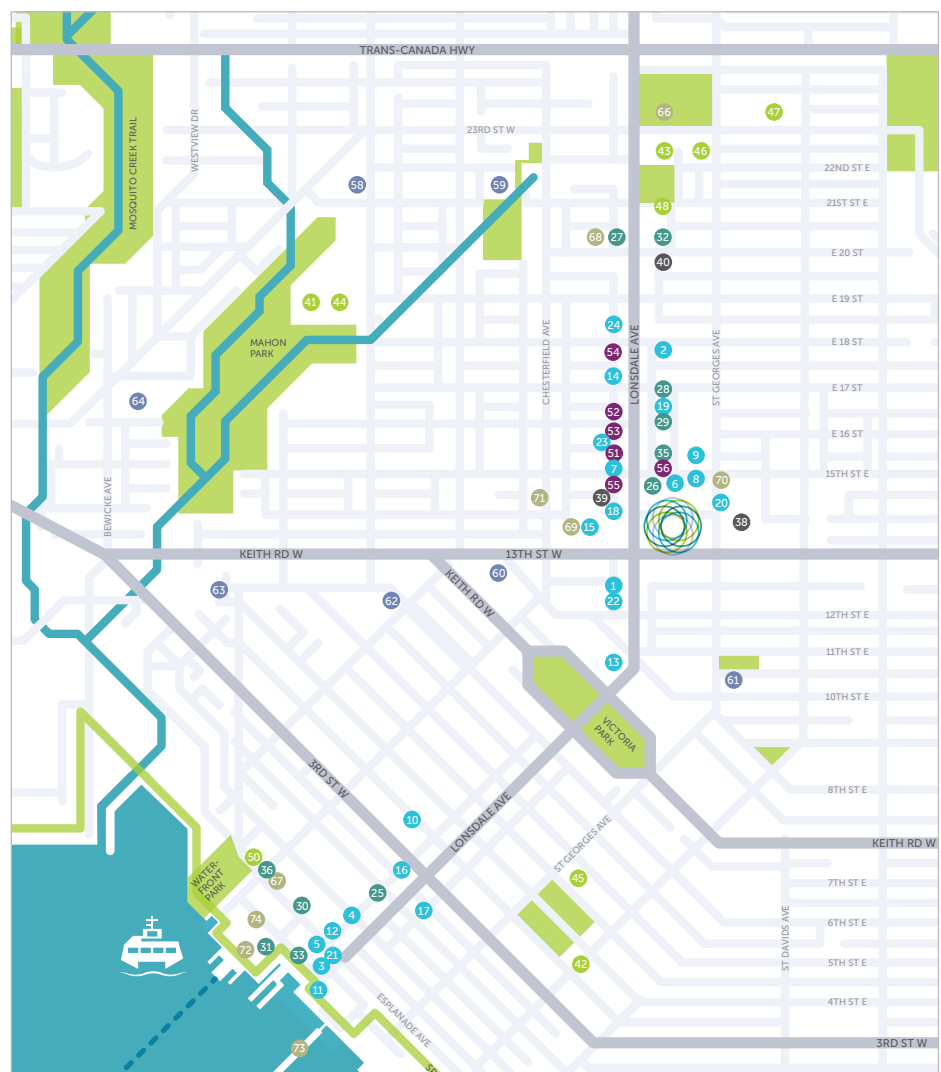 TRANS-CANADA HWY
MOSQUITO CREEK TRAIL
WESTVIEW DR
23RD ST W
66
47
43
46
22ND ST E
58
59
48
21ST ST E
68
27
32
E 20 ST
40
41
44
E 19 ST
24
MAHON
PARK
CHESTERFIELD AVE
LONSDALE AVE
ST GEORGES AVE
54
2
E 18 ST
14
28
E 17 ST
64
52
19
29
53
E 16 ST
23
51
35
9
7
56
15TH ST E
BEWICKE AVE
55
26
6
8
70
71
39
18
20
69
15
38
KEITH RD W
13TH ST W
60
KEITH RD W
63
62
1
22
12TH ST E
13
11TH ST E
61
10TH ST E
VICTORIA
PARK
3RD ST W
8TH ST E
10
LONSDALE AVE
ST GEORGES AVE
KEITH RD W
50
36
67
16
45
7TH ST E
WATER-
FRONT
PARK
25
30
4
17
74
12
6TH ST E
ST DAVIDS AVE
72
31
5
33
21
3
42
5TH ST E
11
4TH ST E
ESPLANADE AVE
73
3RD ST W